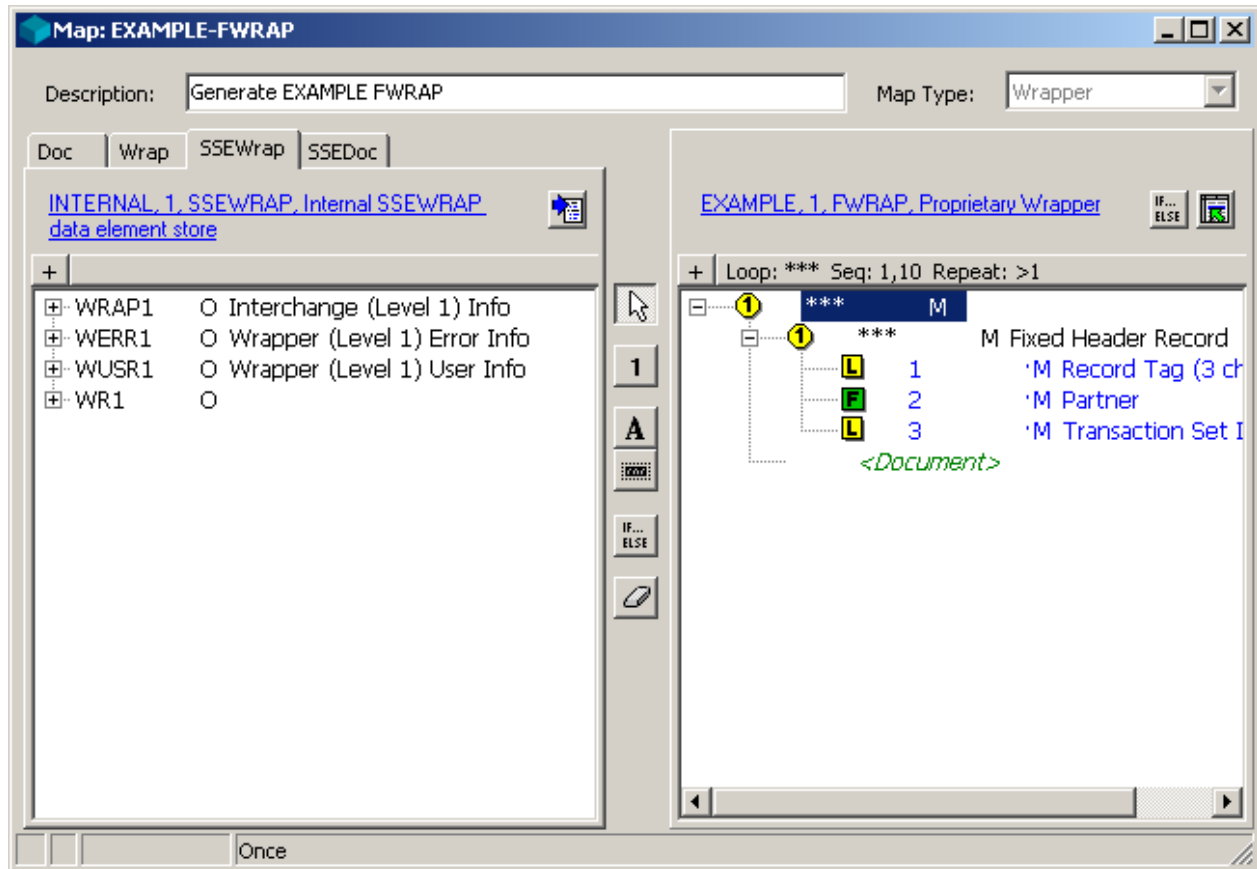 Map: EXAMPLE-FWRAP
Description: Generate EXAMPLE FWRAP Map Type: Wrapper
Doc Wrap SSEWrap SSEDoc
INTERNAL, 1, SSEWRAP, Internal SSEWRAP
data element store
EXAMPLE, 1, FWRAP, Proprietary Wrapper
IF...
ELSE
+
+ Loop: *** Seq: 1,10 Repeat: >1
WRAP1 O Interchange (Level 1) Info
WERR1 O Wrapper (Level 1) Error Info
WUSR1 O Wrapper (Level 1) User Info
WR1 O
1
A
IF...
ELSE
1 *** M
1 *** M Fixed Header Record
L 1 M Record Tag (3 ch
F 2 M Partner
L 3 M Transaction Set I
<Document>
Once